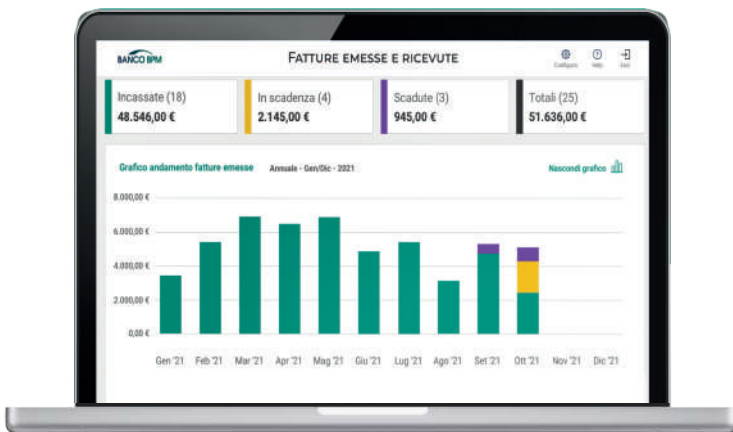 BANCO BPM
FATTURE EMESSE E RICEVUTE
Configura
Help
Esci
Incassate (18)
48.546,00 €
In scadenza (4)
2.145,00 €
Scadute (3)
945,00 €
Totali (25)
51.636,00 €
Grafico andamento fatture emesse
Annuale - Gen/Dic - 2021
Nascondi grafico
8.000,00 €
6.000,00 €
4.000,00 €
2.000,00 €
0,00 €
Gen '21 Feb '21 Mar '21 Apr '21 Mag '21 Giu '21 Lug '21 Ago '21 Set '21 Ott '21 Nov '21 Dic '21